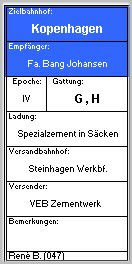 Zielbahnhof:
Kopenhagen
Empfänger:
Fa. Bang Johansen
Epoche: Gattung:
IV G , H
Ladung:
Spezialzement in Säcken
Versandbahnhof:
Steinhagen Werkbf.
Versender:
VEB Zementwerk
Bemerkungen:
René B. (047)